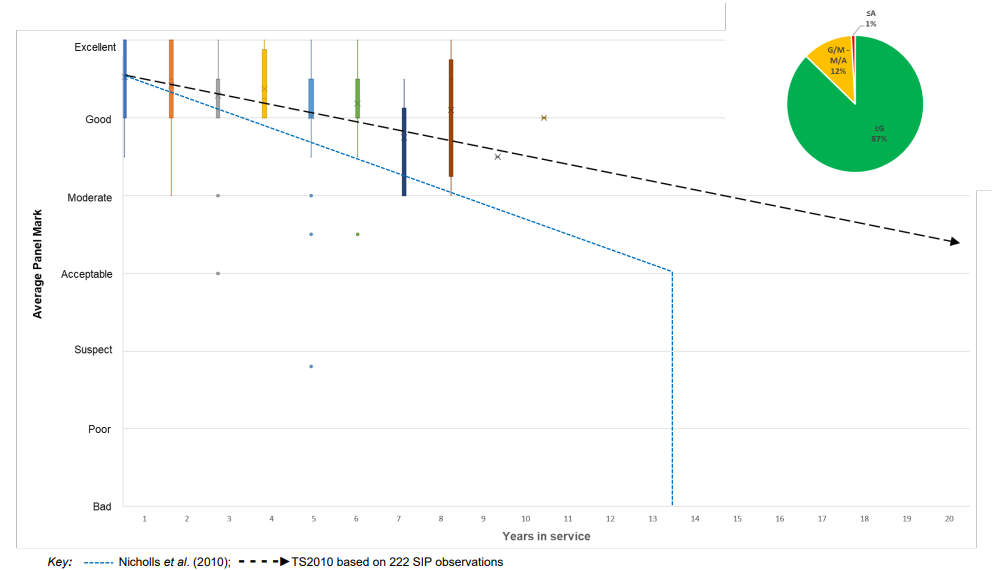 ≤A
1%
G/M -
M/A
12%
≥G
87%
Average Panel Mark
Excellent
Good
Moderate
Acceptable
Suspect
Poor
Bad
1 2 3 4 5 6 7 8 9 10 11 12 13 14 15 16 17 18 19 20
Years in service
Key: Nicholls et al. (2010); TS2010 based on 222 SIP observations